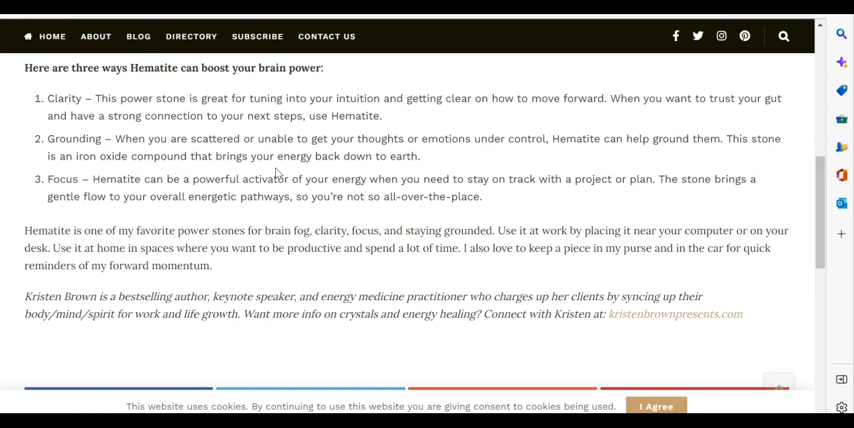 HOME ABOUT BLOG DIRECTORY SUBSCRIBE CONTACT US
Here are three ways Hematite can boost your brain power:
1. Clarity – This power stone is great for tuning into your intuition and getting clear on how to move forward. When you want to trust your gut
and have a strong connection to your next steps, use Hematite.
2. Grounding – When you are scattered or unable to get your thoughts or emotions under control, Hematite can help ground them. This stone
is an iron oxide compound that brings your energy back down to earth.
3. Focus – Hematite can be a powerful activator of your energy when you need to stay on track with a project or plan. The stone brings a
gentle flow to your overall energetic pathways, so you're not so all-over-the-place.
Hematite is one of my favorite power stones for brain fog, clarity, focus, and staying grounded. Use it at work by placing it near your computer or on your
desk. Use it at home in spaces where you want to be productive and spend a lot of time. I also love to keep a piece in my purse and in the car for quick
reminders of my forward momentum.
Kristen Brown is a bestselling author, keynote speaker, and energy medicine practitioner who charges up her clients by syncing up their
body/mind/spirit for work and life growth. Want more info on crystals and energy healing? Connect with Kristen at: kristenbrownpresents.com
This website uses cookies. By continuing to use this website you are giving consent to cookies being used. I Agree